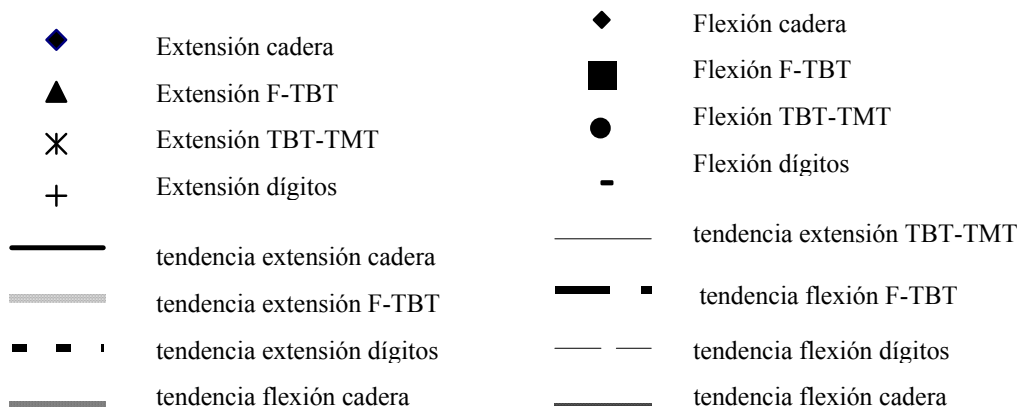 Extensión cadera
Extensión F-TBT
Extensión TBT-TMT
Extensión dígitos
tendencia extensión cadera
tendencia extensión F-TBT
tendencia extensión dígitos
tendencia flexión cadera
Flexión cadera
Flexión F-TBT
Flexión TBT-TMT
Flexión dígitos
tendencia extensión TBT-TMT
tendencia flexión F-TBT
tendencia flexión dígitos
tendencia flexión cadera